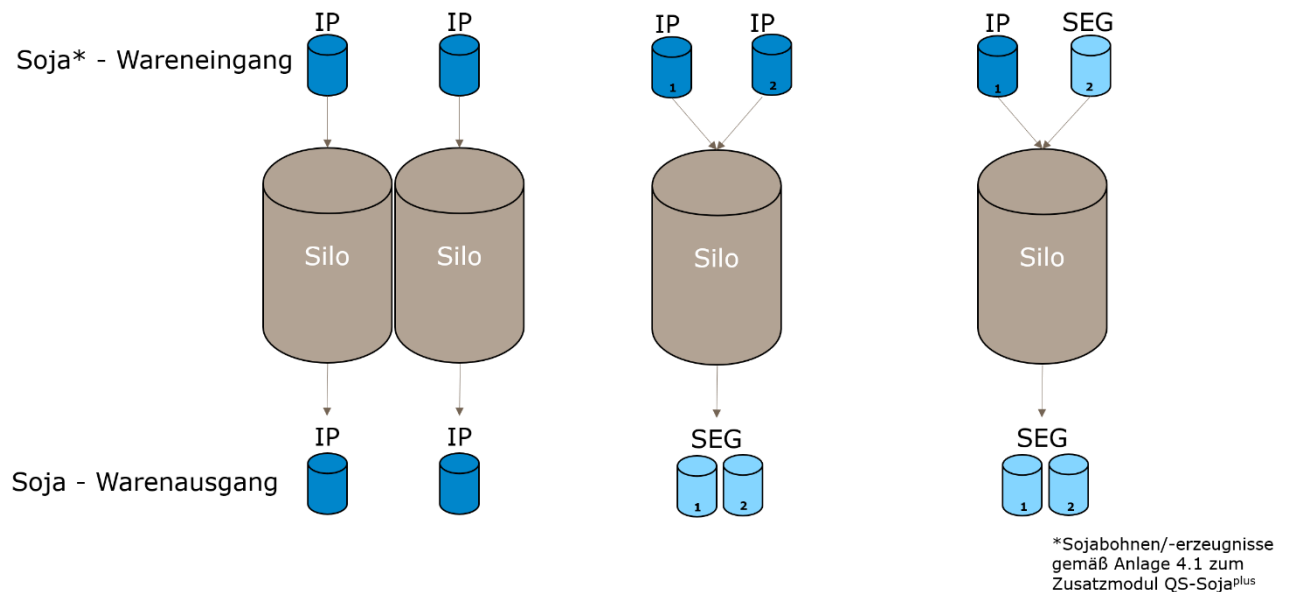 IP IP IP IP IP SEG
Soja* - Wareneingang
1 2 1 2
Silo Silo Silo Silo
IP IP SEG SEG
Soja - Warenausgang
1 2 1 2
*Sojabohnen/-erzeugnisse
gemäß Anlage 4.1 zum
Zusatzmodul QS-Sojaplus